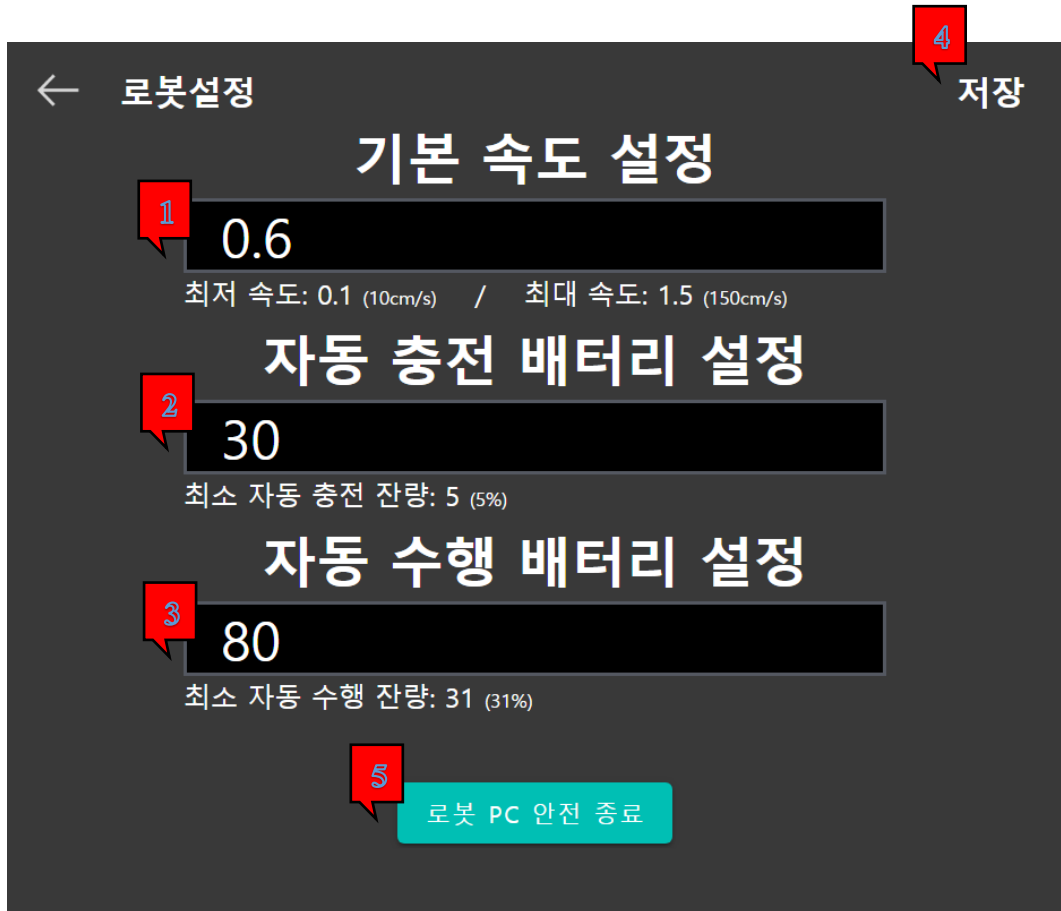 4
로봇설정 저장
기본 속도 설정
1
0.6
최저 속도: 0.1 (10cm/s) / 최대 속도: 1.5 (150cm/s)
자동 충전 배터리 설정
2
30
최소 자동 충전 잔량: 5 (5%)
자동 수행 배터리 설정
3
80
최소 자동 수행 잔량: 31 (31%)
5
로봇 PC 안전 종료